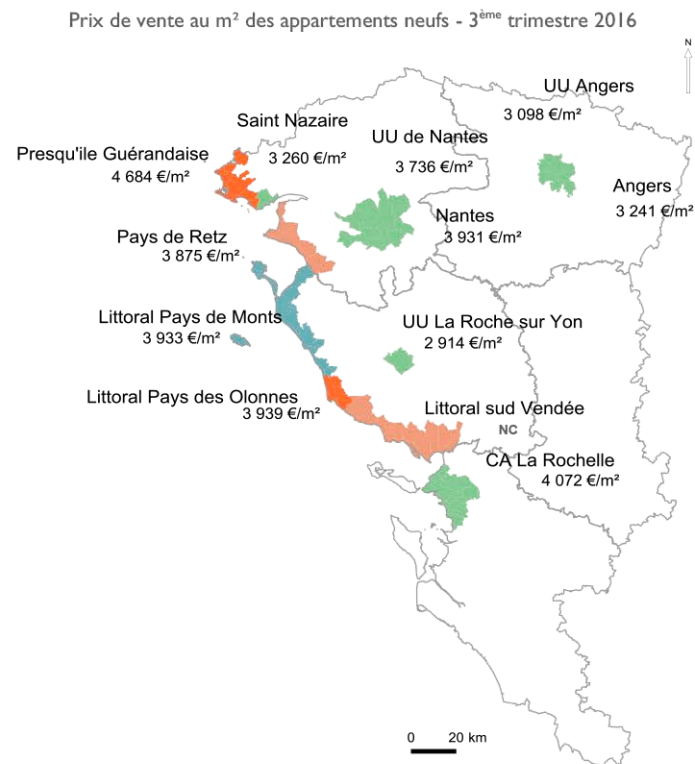 Prix de vente au m² des appartements neufs - 3ème trimestre 2016
N
UU Angers
3 098 €/m²
Saint Nazaire
3 260 €/m²
UU de Nantes
3 736 €/m²
Presqu'ile Guérandaise
4 684 €/m²
Angers
3 241 €/m²
Nantes
3 931 €/m²
Pays de Retz
3 875 €/m²
Littoral Pays de Monts
3 933 €/m²
UU La Roche sur Yon
2 914 €/m²
Littoral Pays des Olonnes
3 939 €/m²
Littoral sud Vendée
NC
CA La Rochelle
4 072 €/m²
0 20 km